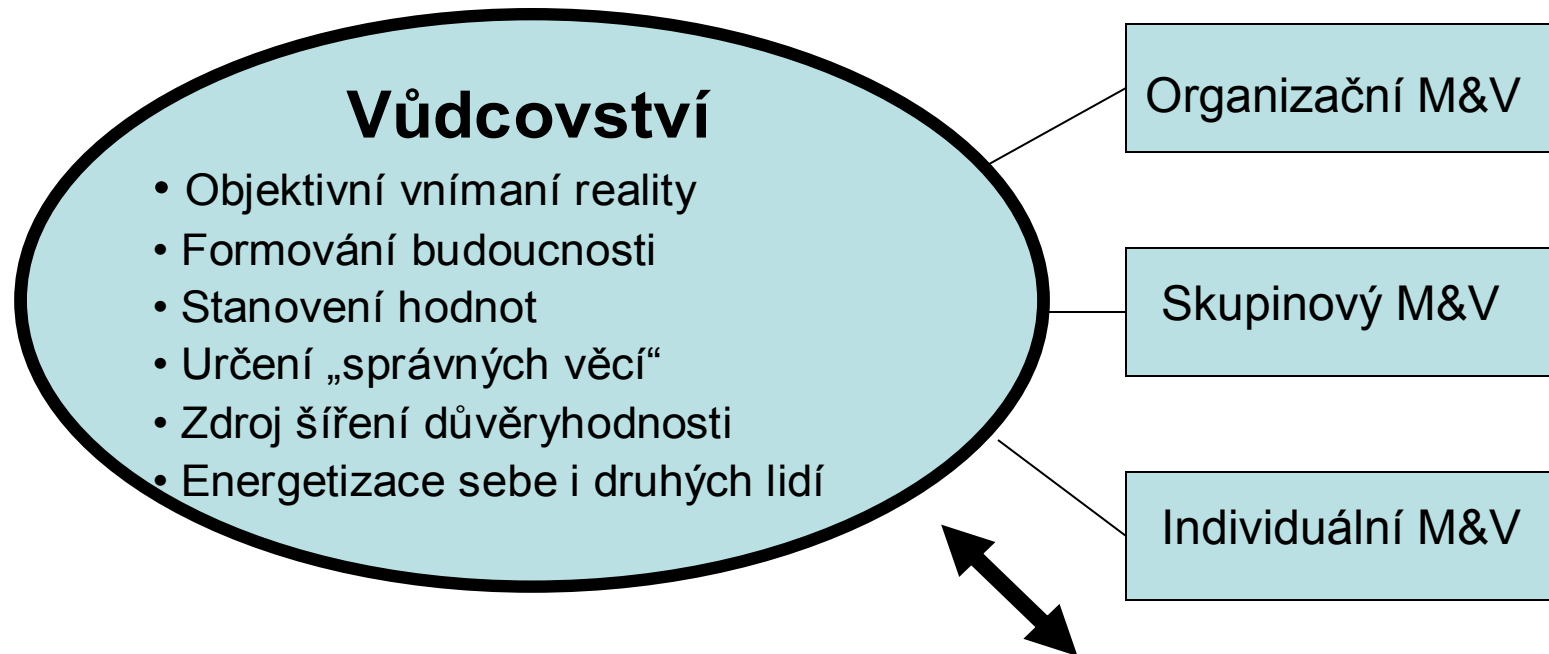 Vůdcovství
• Objektivní vnímaní reality
• Formování budoucnosti
• Stanovení hodnot
• Určení „správných věcí“
• Zdroj šíření důvěryhodnosti
• Energetizace sebe i druhých lidí
Organizační M&V
Skupinový M&V
Individuální M&V